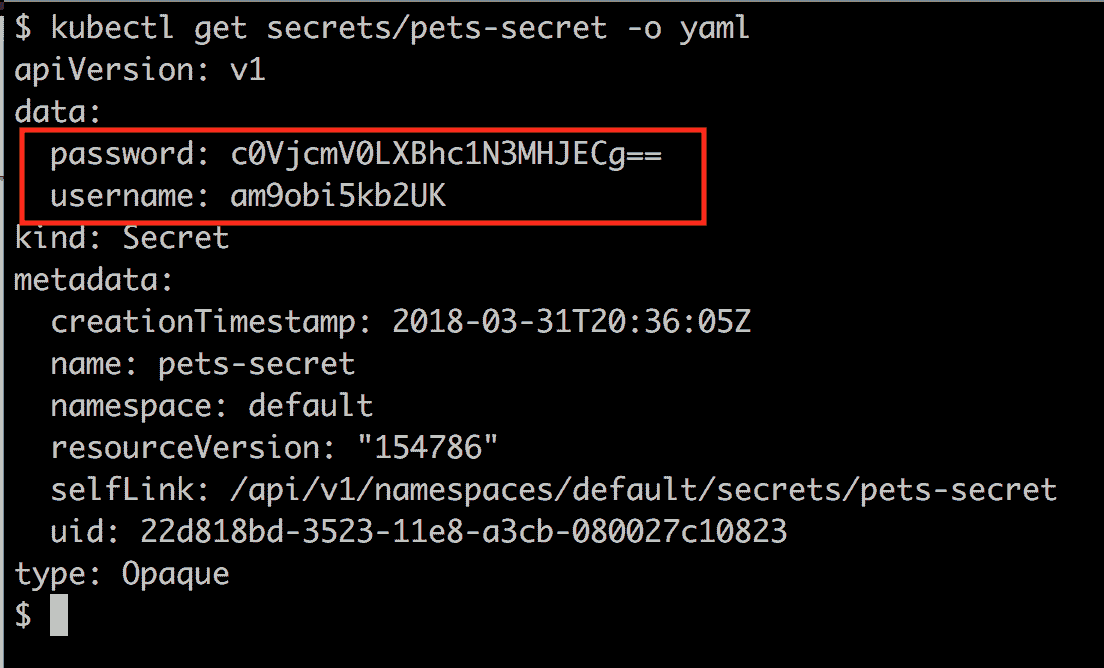 $ kubectl get secrets/pets-secret -o yaml
apiVersion: v1
data:
  password: c0VjcmV0LXBhc1N3MHJECg==
  username: am9obi5kb2UK
kind: Secret
metadata:
  creationTimestamp: 2018-03-31T20:36:05Z
  name: pets-secret
  namespace: default
  resourceVersion: "154786"
  selfLink: /api/v1/namespaces/default/secrets/pets-secret
  uid: 22d818bd-3523-11e8-a3cb-080027c10823
type: Opaque
$